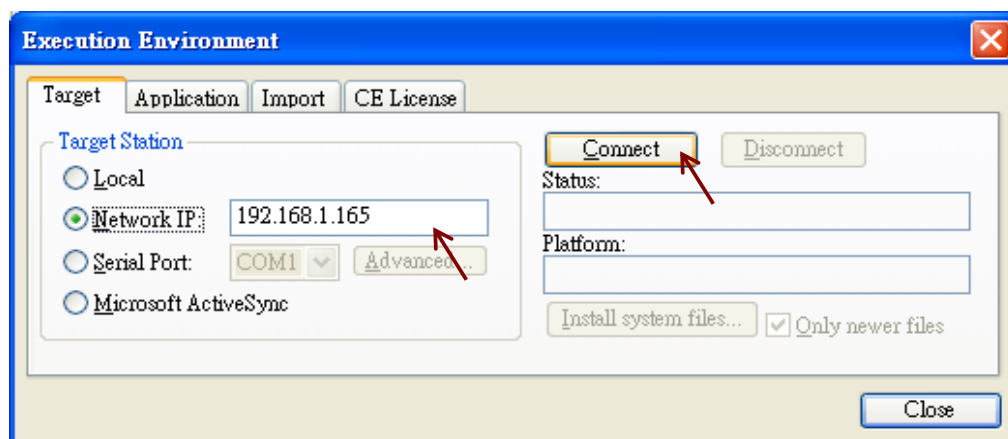 Execution Environment
Target Application Import CE License
Target Station
Local
Network IP: 192.168.1.165
Serial Port: COM1 Advanced...
Microsoft ActiveSync
Connect Disconnect
Status:
Platform:
Install system files... Only newer files
Close